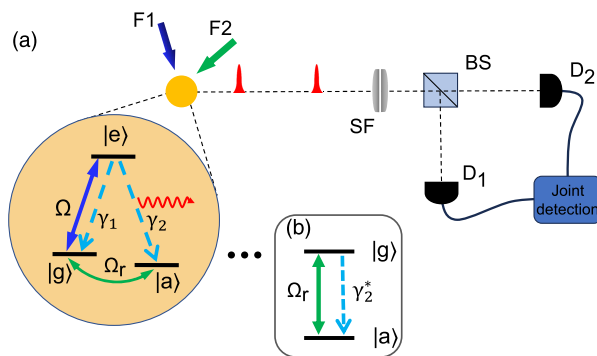 F1
F2
(a)
BS
D₂
SF
|e⟩
D₁
Ω
γ₁
γ₂
Joint
detection
|g⟩
Ωᵣ
|a⟩
(b)
|g⟩
Ωᵣ
γ₂*
|a⟩